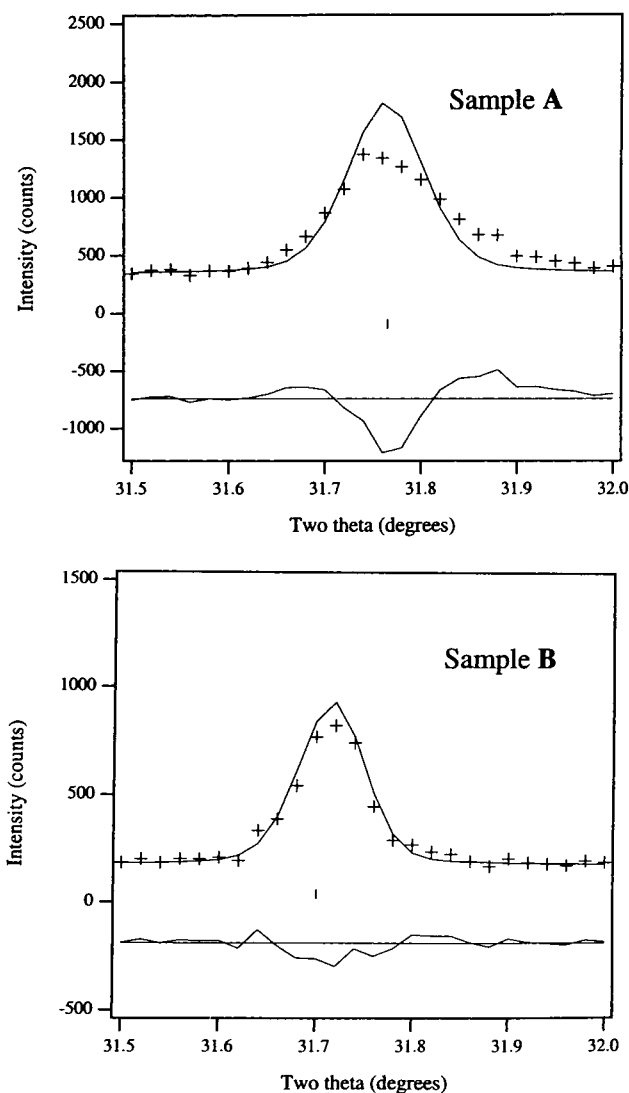 2500
2000
1500
1000
500
0
-500
-1000
Intensity (counts)
Sample A
31.5 31.6 31.7 31.8 31.9 32.0
Two theta (degrees)
1500
1000
500
0
-500
Intensity (counts)
Sample B
31.5 31.6 31.7 31.8 31.9 32.0
Two theta (degrees)